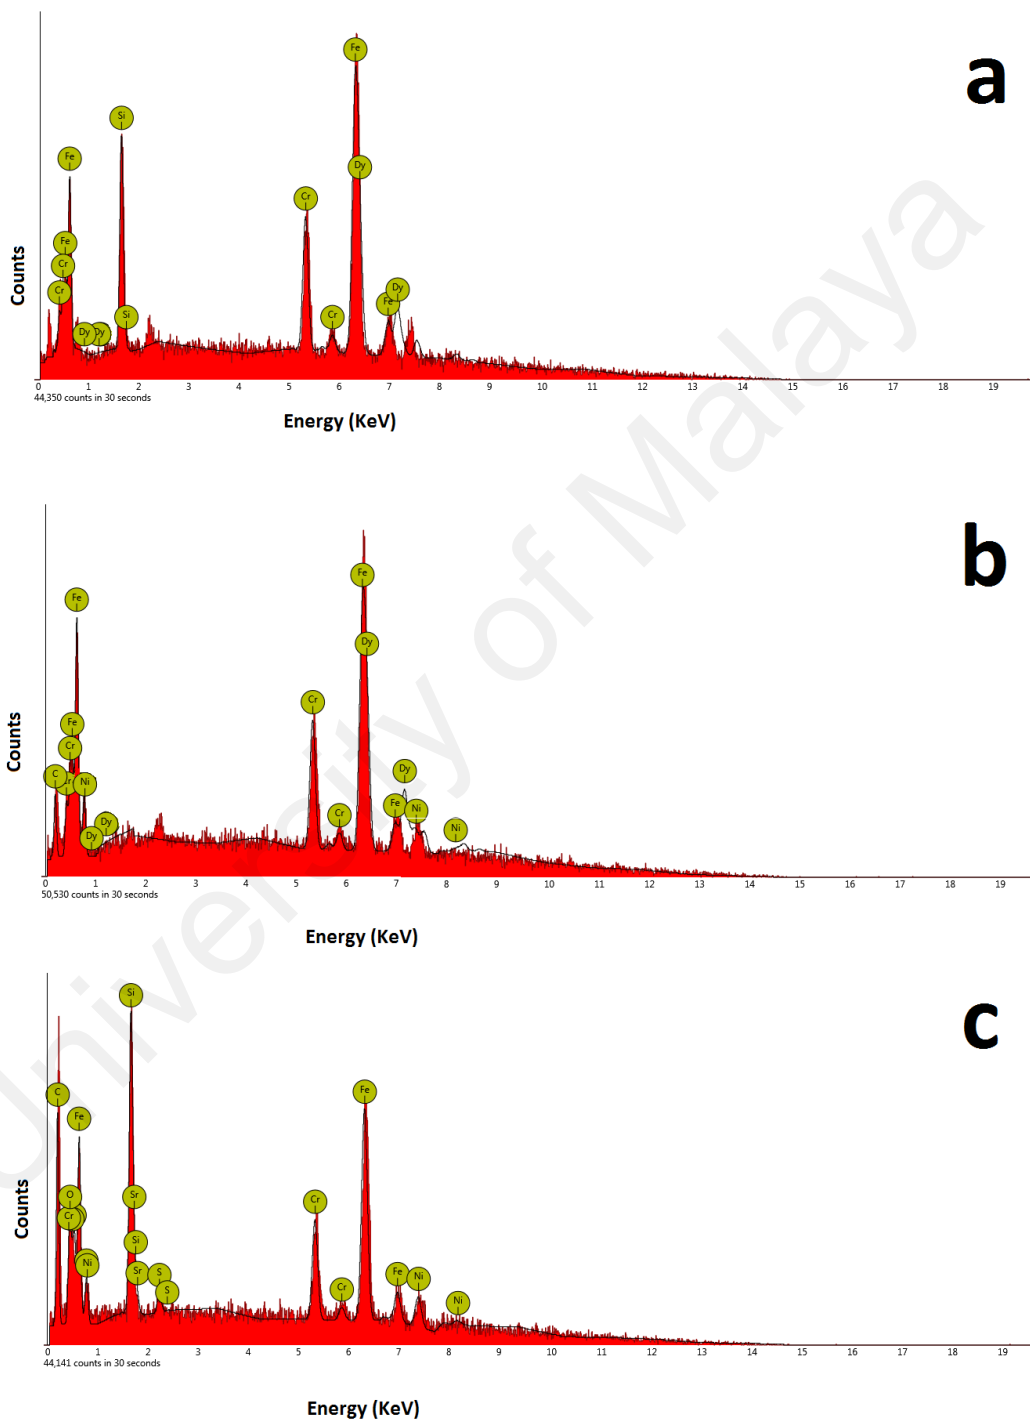 a
Fe
Si
Fe
Dy
Cr
Fe
Cr
Cr
Fe
Dy
Cr
Dy
Dy
Si
Counts
0 1 2 3 4 5 6 7 8 9 10 11 12 13 14 15 16 17 18 19
44,350 counts in 30 seconds
Energy (KeV)
b
Fe
Fe
Dy
Cr
Fe
Cr
C
Ni
Dy
Fe
Ni
Cr
Ni
Dy
Dy
Counts
0 1 2 3 4 5 6 7 8 9 10 11 12 13 14 15 16 17 18 19
50,530 counts in 30 seconds
Energy (KeV)
c
Si
C
Fe
Fe
O
Cr
Sr
Cr
Si
Ni
Sr
S
S
Cr
Fe
Ni
Ni
Counts
0 1 2 3 4 5 6 7 8 9 10 11 12 13 14 15 16 17 18 19
44,141 counts in 30 seconds
Energy (KeV)
University of Malaya